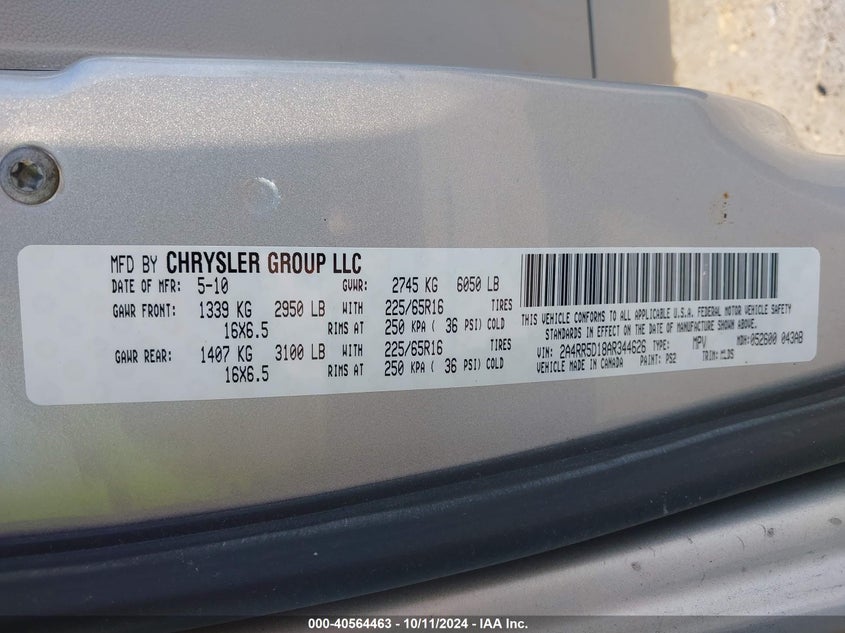 MFD BY CHRYSLER GROUP LLC
DATE OF MFR: 5-10 GVWR: 2745 KG 6050 LB
GAWR FRONT: 1339 KG 2950 LB WITH 225/65R16 TIRES
16X6.5 RIMS AT 250 KPA ( 36 PSI) COLD
GAWR REAR: 1407 KG 3100 LB WITH 225/65R16 TIRES
16X6.5 RIMS AT 250 KPA ( 36 PSI) COLD
THIS VEHICLE CONFORMS TO ALL APPLICABLE U.S.A. FEDERAL MOTOR VEHICLE SAFETY
STANDARDS IN EFFECT ON THE DATE OF MANUFACTURE SHOWN ABOVE.
VIN: 2A4RR5D18AR344626 TYPE: MPV MDH:052600 043AB
VEHICLE MADE IN CANADA PAINT: PS2 TRIM:
000-40564463 - 10/11/2024 - IAA Inc.